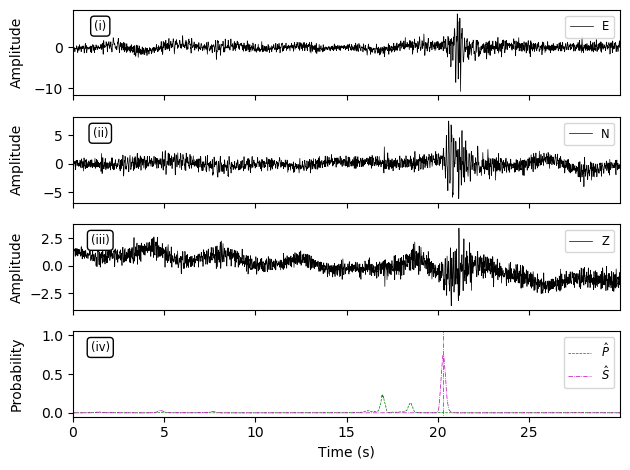 (i)
E
Amplitude
0
−10
(ii)
N
Amplitude
5
0
−5
(iii)
Z
Amplitude
2.5
0.0
−2.5
(iv)
P̂
Ŝ
Probability
1.0
0.5
0.0
0 5 10 15 20 25
Time (s)